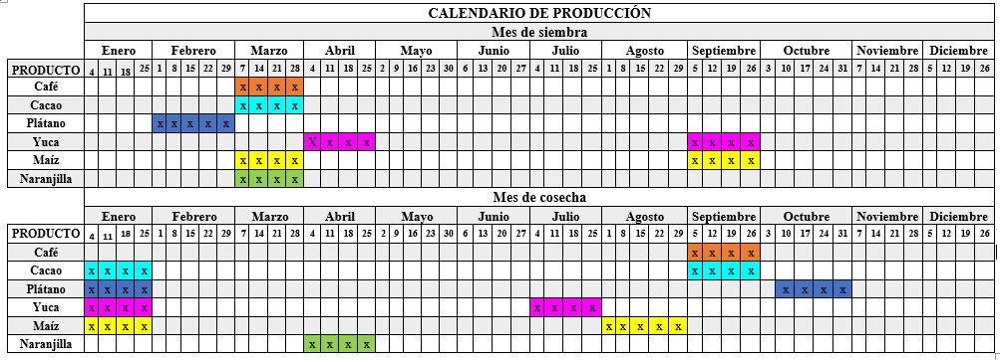 CALENDARIO DE PRODUCCIÓN
Mes de siembra
Enero Febrero Marzo Abril Mayo Junio Julio Agosto Septiembre Octubre Noviembre Diciembre
PRODUCTO 4 11 18 25 1 8 15 22 29 7 14 21 28 4 11 18 25 2 9 16 23 30 6 13 20 27 4 11 18 25 1 8 15 22 29 5 12 19 26 3 10 17 24 31 7 14 21 28 5 12 19 26
Café x x x x
Cacao x x x x
Plátano x x x x x
Yuca X x x x x x x x
Maíz x x x x x x x x
Naranjilla x x x x
Mes de cosecha
Enero Febrero Marzo Abril Mayo Junio Julio Agosto Septiembre Octubre Noviembre Diciembre
PRODUCTO 4 11 18 25 1 8 15 22 29 7 14 21 28 4 11 18 25 2 9 16 23 30 6 13 20 27 4 11 18 25 1 8 15 22 29 5 12 19 26 3 10 17 24 31 7 14 21 28 5 12 19 26
Café x x x x
Cacao x x x x x x x x
Plátano x x x x x x x x
Yuca x x x x x x x x
Maíz x x x x x x x x x
Naranjilla x x x x